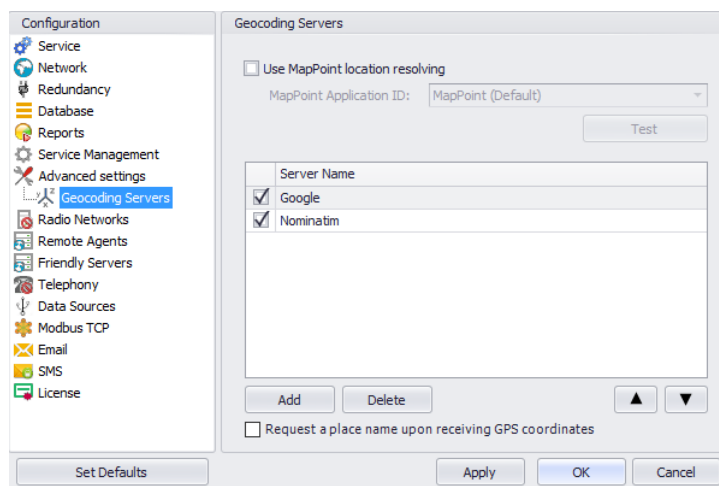 Configuration
Service
Network
Redundancy
Database
Reports
Service Management
Advanced settings
Geocoding Servers
Radio Networks
Remote Agents
Friendly Servers
Telephony
Data Sources
Modbus TCP
Email
SMS
License
Set Defaults
Geocoding Servers
Use MapPoint location resolving
MapPoint Application ID: MapPoint (Default)
Test
Server Name
Google
Nominatim
Add Delete
Request a place name upon receiving GPS coordinates
Apply OK Cancel